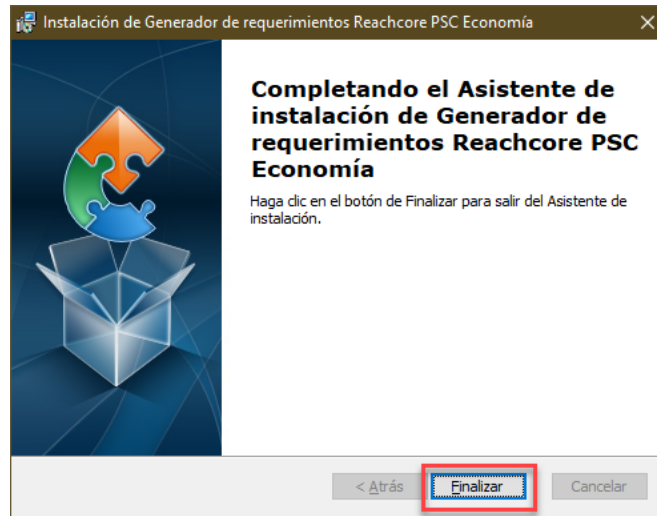 Instalación de Generador de requerimientos Reachcore PSC Economía
Completando el Asistente de
instalación de Generador de
requerimientos Reachcore PSC
Economía
Haga clic en el botón de Finalizar para salir del Asistente de
instalación.
< Atrás
Finalizar
Cancelar